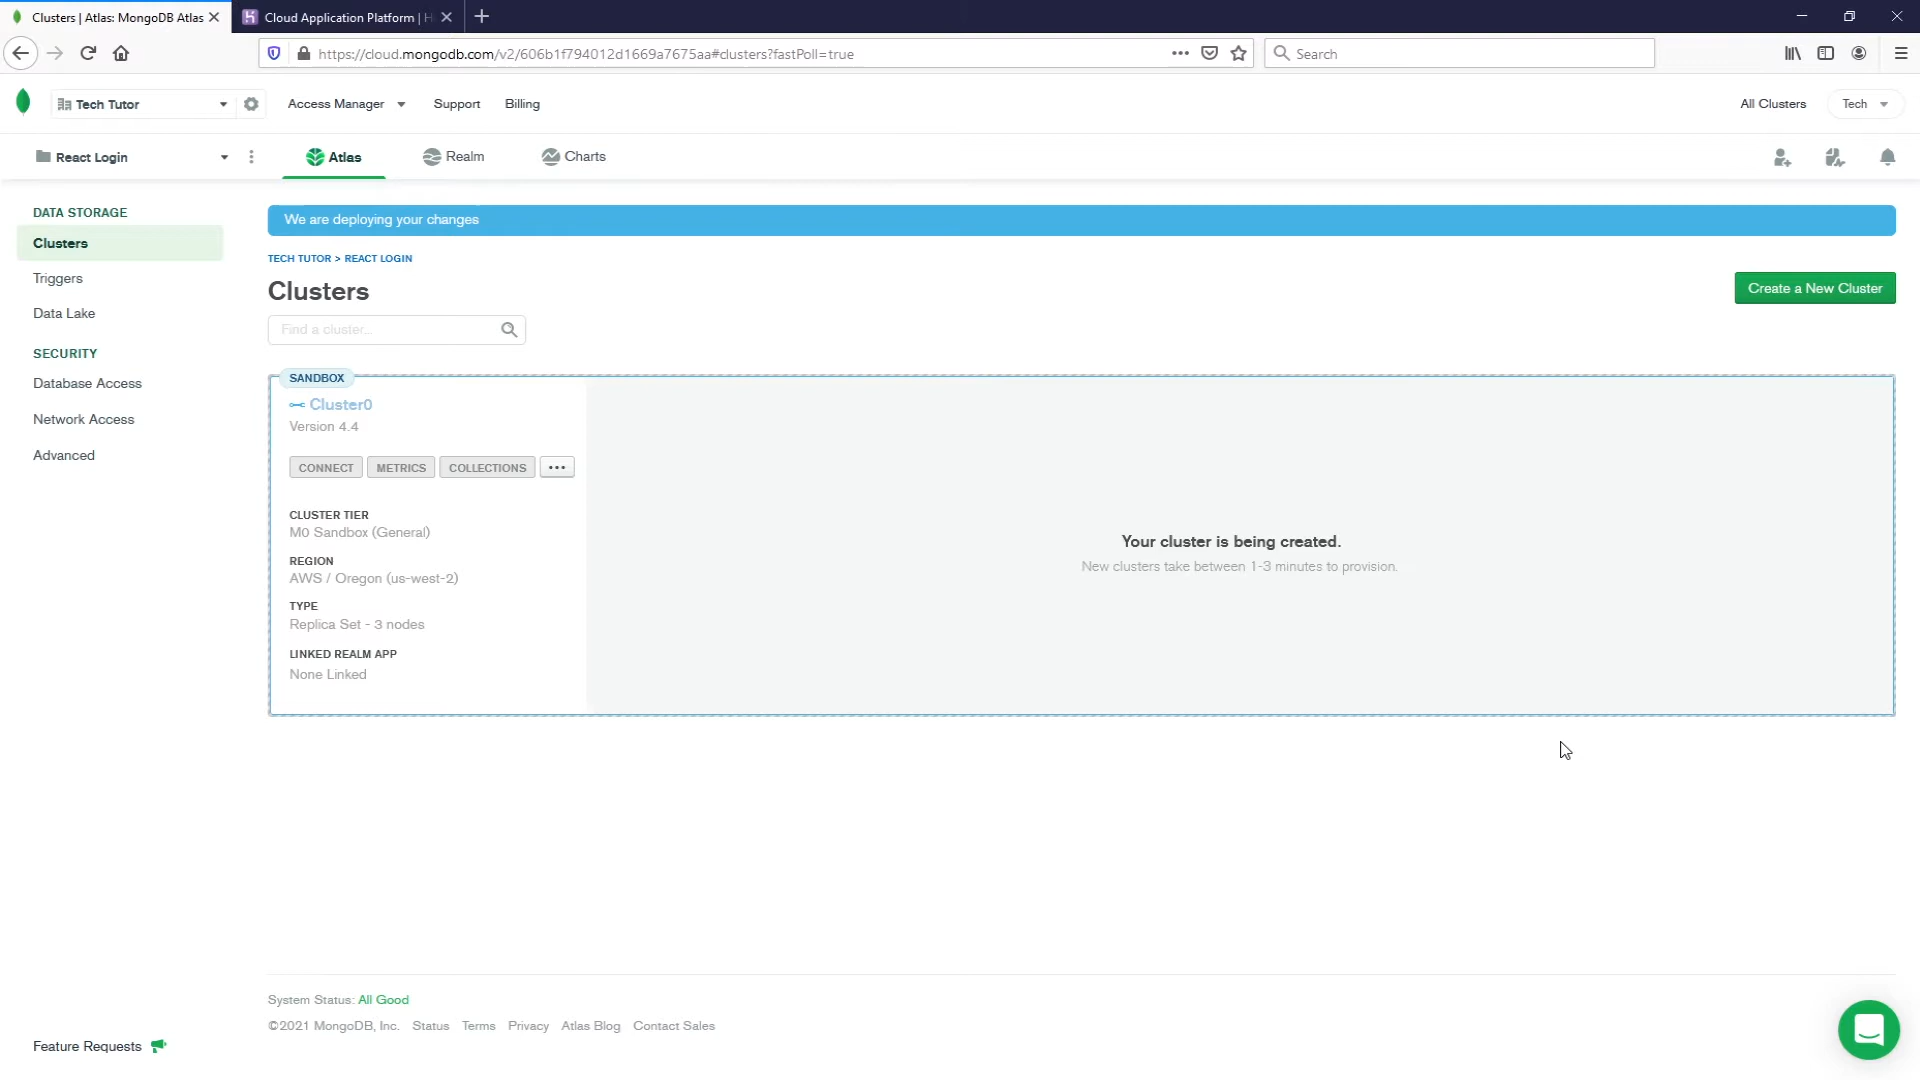 Clusters | Atlas: MongoDB Atlas
Cloud Application Platform |
https://cloud.mongodb.com/v2/606b1f794012d1669a7675aa#clusters?fastPoll=true
Search
Tech Tutor
Access Manager
Support
Billing
All Clusters
Tech
React Login
Atlas
Realm
Charts
DATA STORAGE
Clusters
Triggers
Data Lake
SECURITY
Database Access
Network Access
Advanced
Feature Requests
We are deploying your changes
TECH TUTOR > REACT LOGIN
Clusters
Create a New Cluster
Find a cluster...
SANDBOX
Cluster0
Version 4.4
CONNECT
METRICS
COLLECTIONS
CLUSTER TIER
M0 Sandbox (General)
REGION
AWS / Oregon (us-west-2)
TYPE
Replica Set - 3 nodes
LINKED REALM APP
None Linked
Your cluster is being created.
New clusters take between 1-3 minutes to provision.
System Status: All Good
©2021 MongoDB, Inc. Status Terms Privacy Atlas Blog Contact Sales